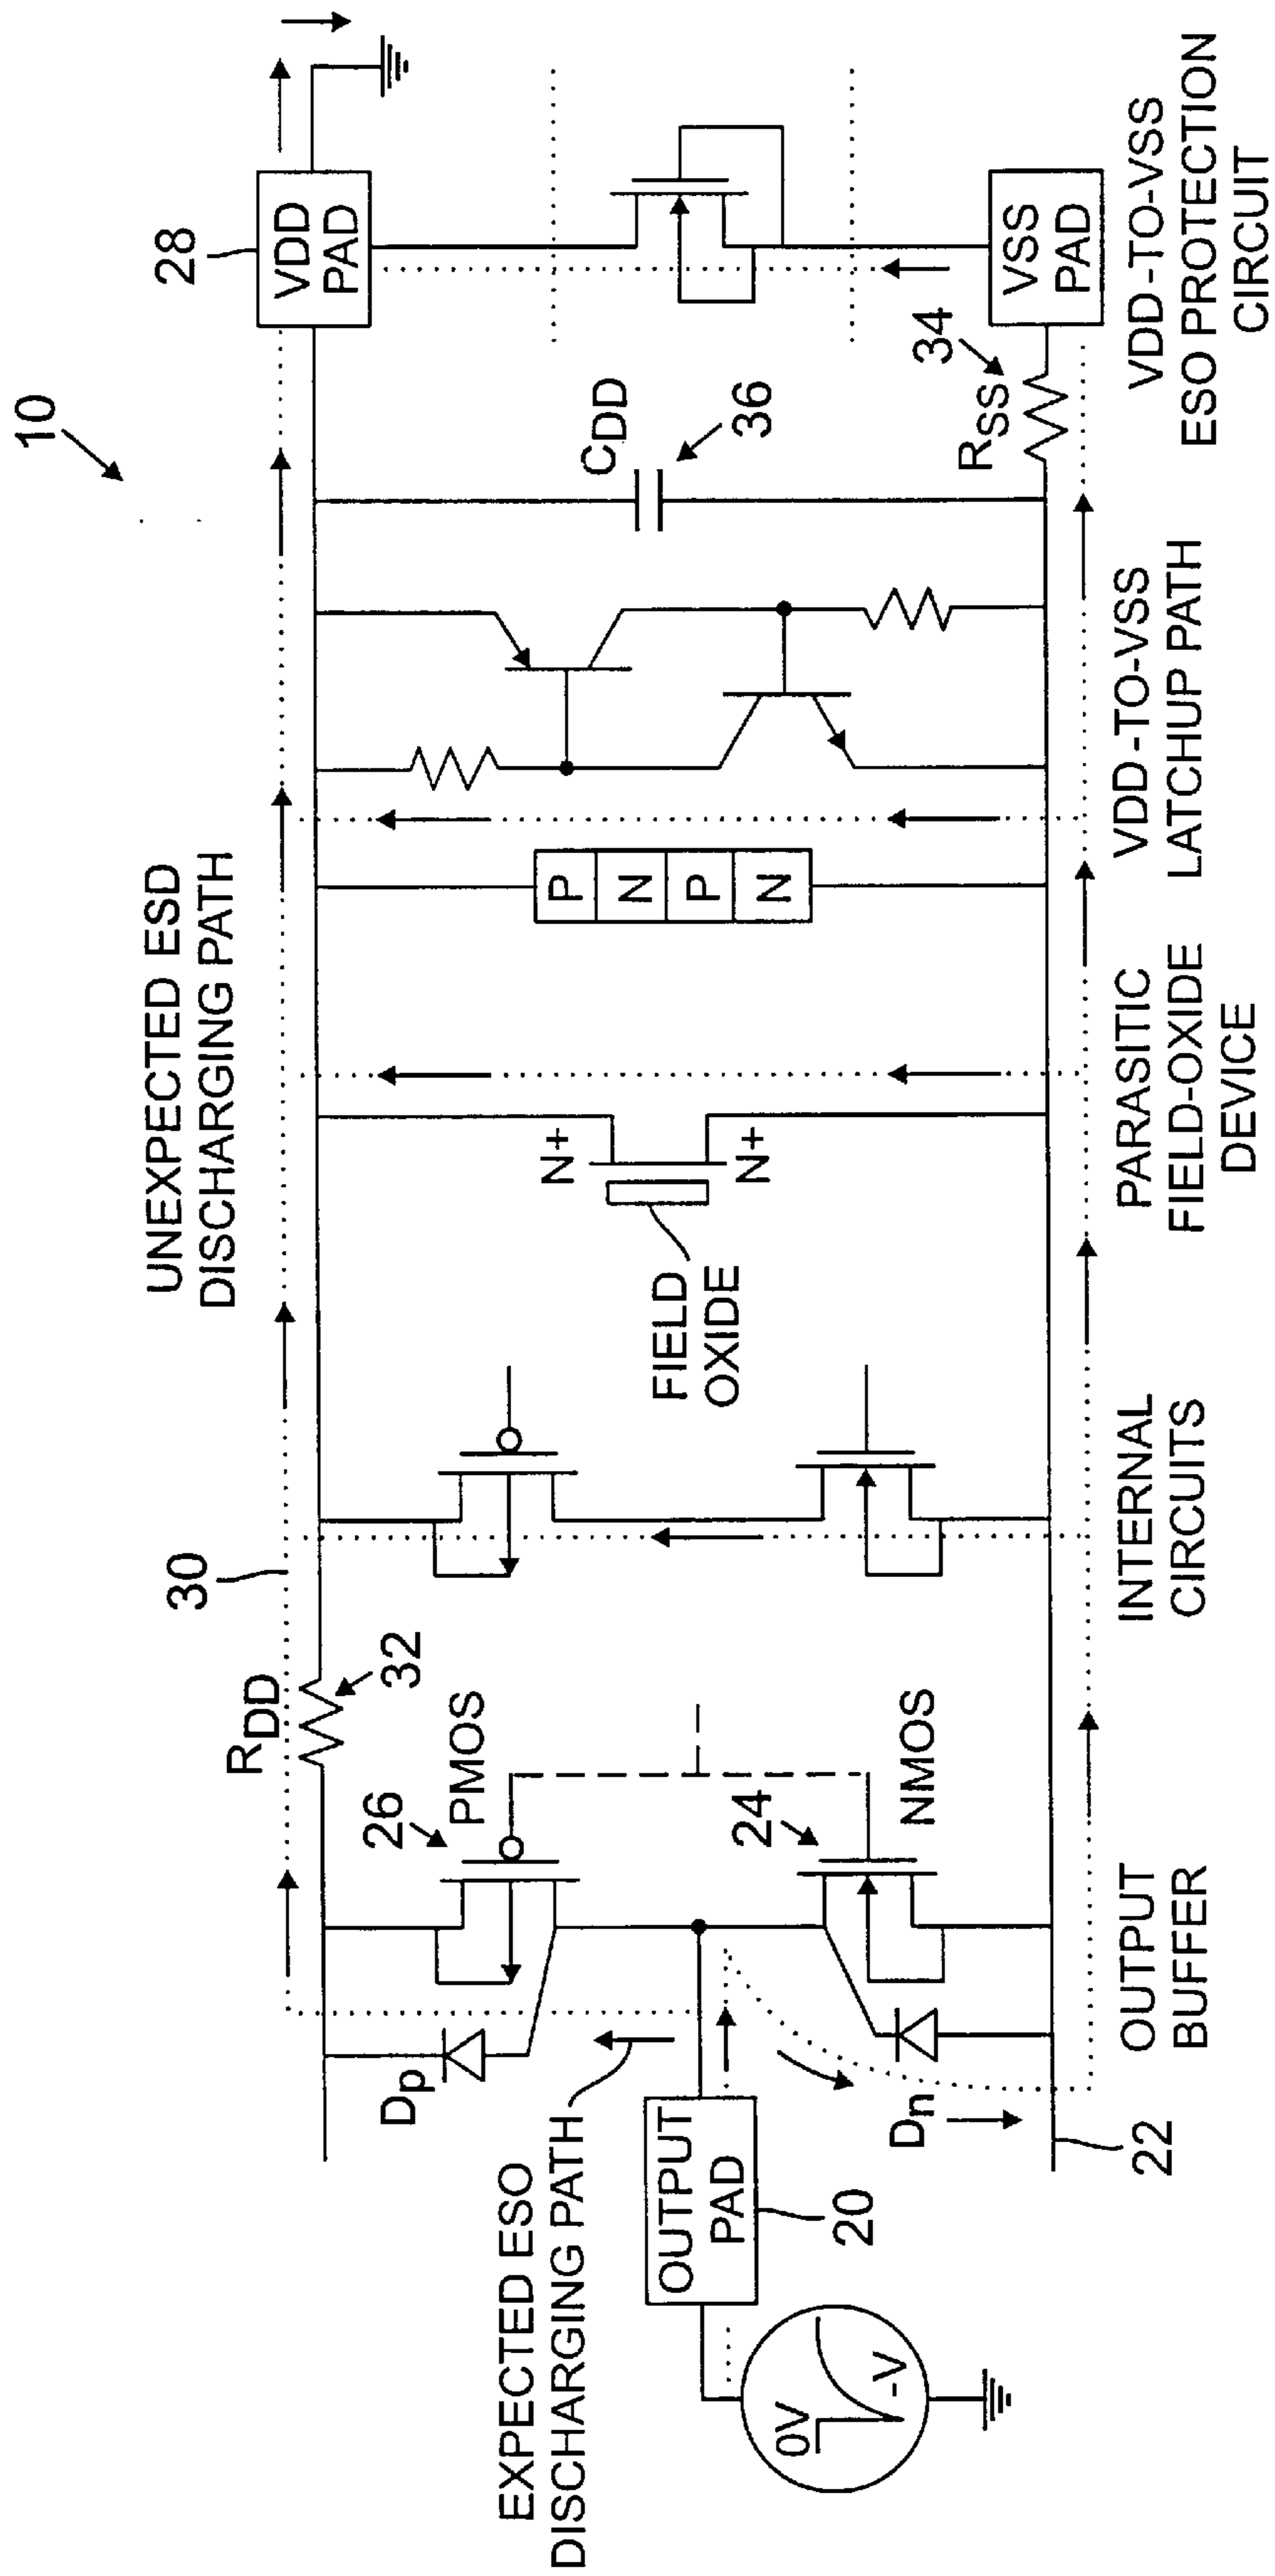 10
UNEXPECTED ESD
DISCHARGING PATH
28
VDD
PAD
30
RDD
32
PMOS
26
Dp
EXPECTED ESO
DISCHARGING PATH
OUTPUT
PAD
20
0V
-V
24
NMOS
Dn
22
N+
N+
FIELD
OXIDE
P
N
P
N
CDD
36
RSS
34
VSS
PAD
OUTPUT
BUFFER
INTERNAL
CIRCUITS
PARASITIC
FIELD-OXIDE
DEVICE
VDD-TO-VSS
LATCHUP PATH
VDD-TO-VSS
ESO PROTECTION
CIRCUIT